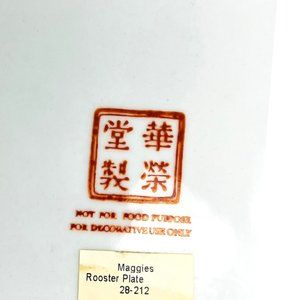 華榮
堂製
NOT FOR FOOD PURPOSE
FOR DECORATIVE USE ONLY
Maggies
Rooster Plate
28-212